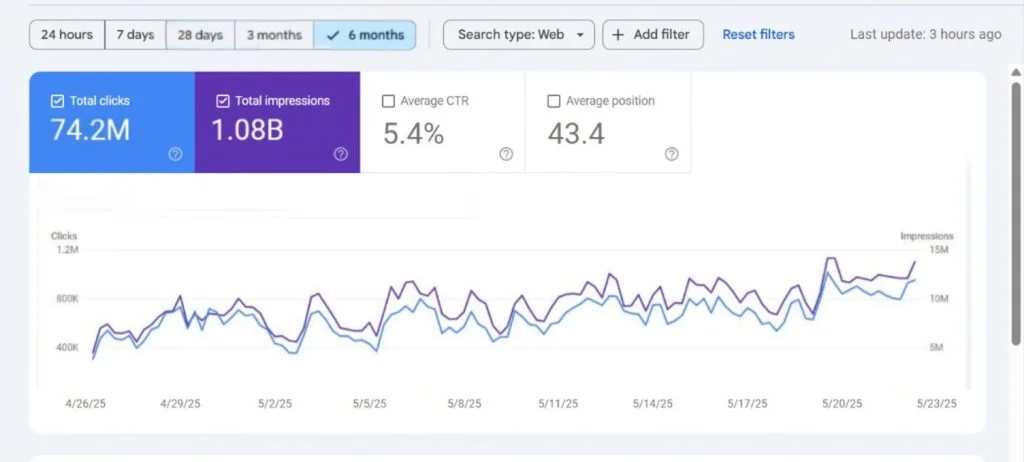 24 hours 7 days 28 days 3 months 6 months Search type: Web Add filter Reset filters Last update: 3 hours ago
Total clicks Total impressions Average CTR Average position
74.2M 1.08B 5.4% 43.4
Clicks Impressions
1.2M 15M
800K 10M
400K 5M
4/26/25 4/29/25 5/2/25 5/5/25 5/8/25 5/11/25 5/14/25 5/17/25 5/20/25 5/23/25